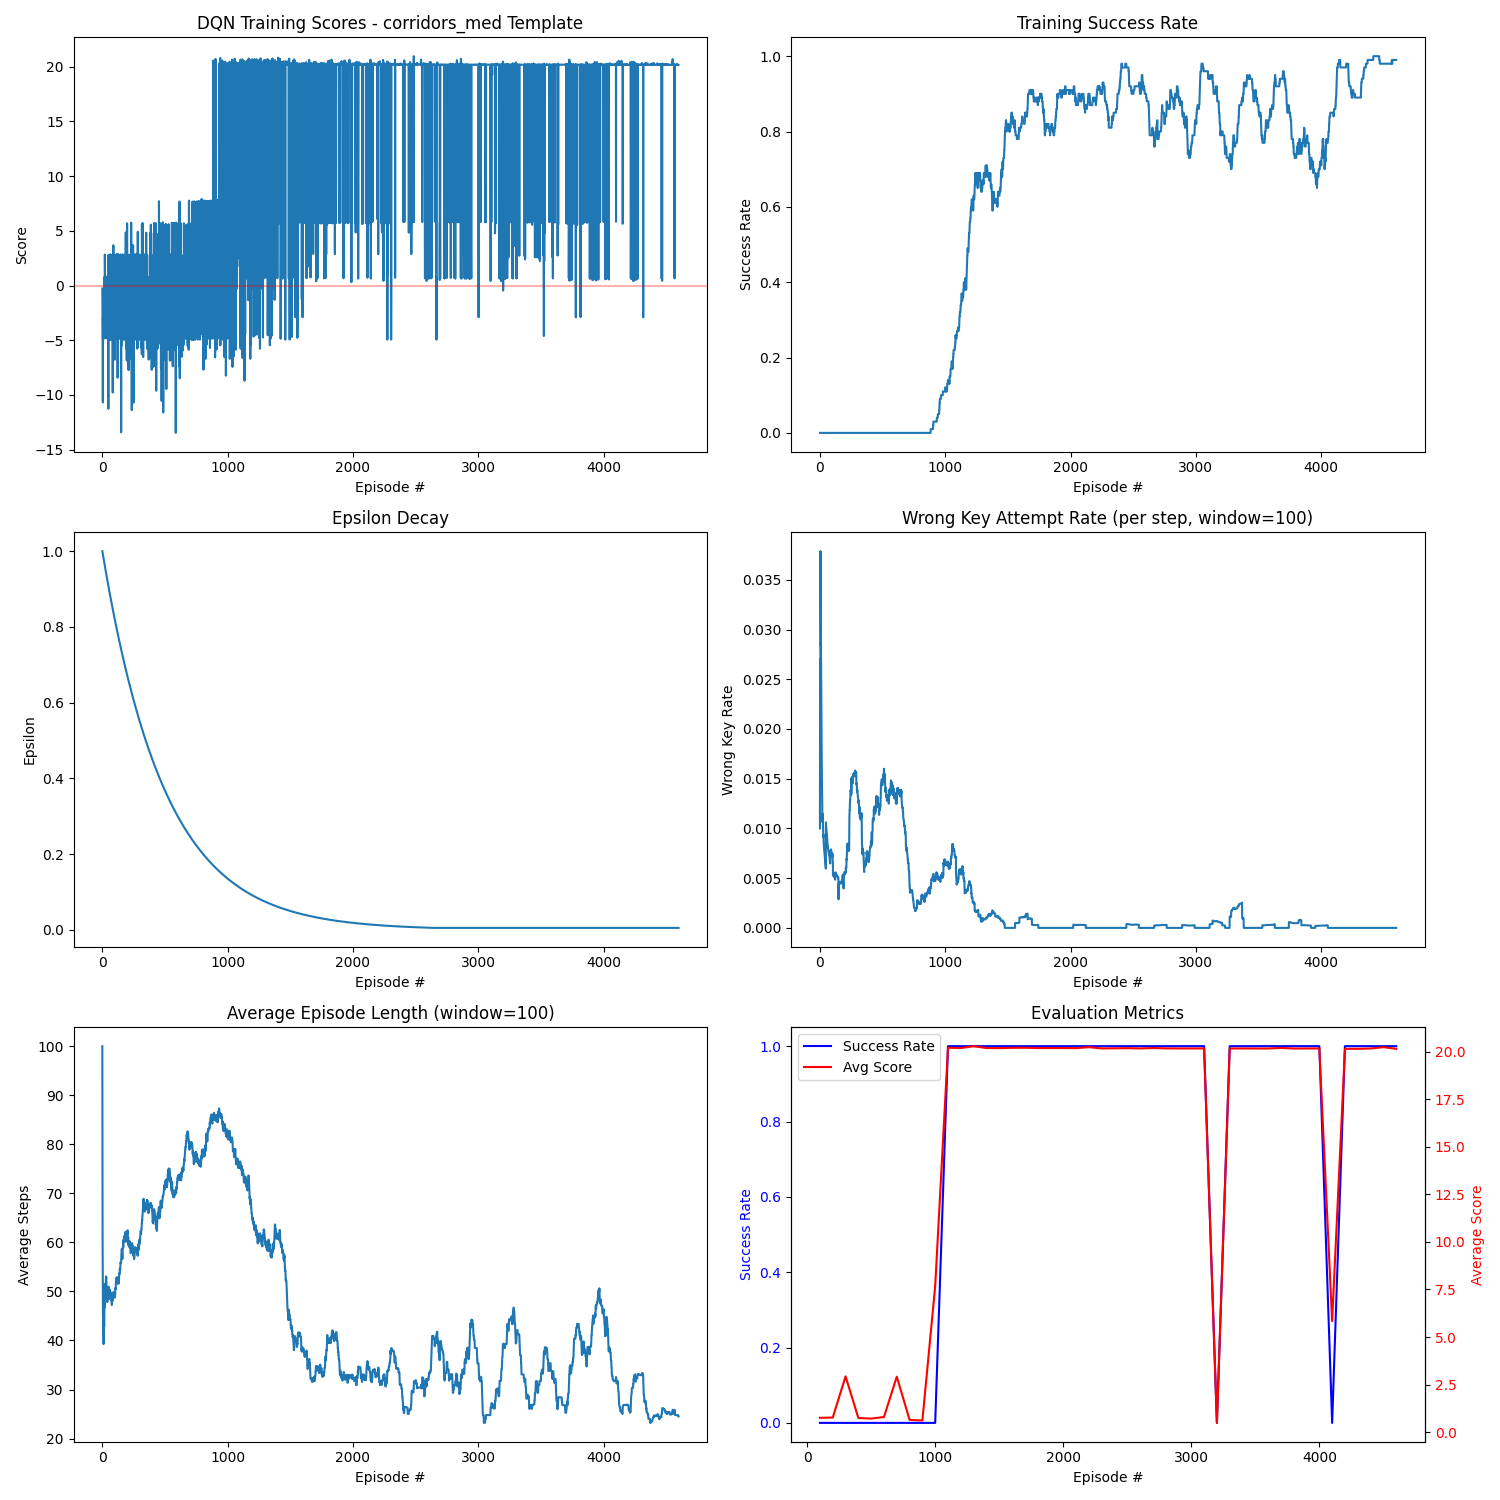 DQN Training Scores - corridors_med Template
20
15
10
5
0
−5
−10
−15
Score
0 1000 2000 3000 4000
Episode #
Training Success Rate
1.0
0.8
0.6
0.4
0.2
0.0
Success Rate
0 1000 2000 3000 4000
Episode #
Epsilon Decay
1.0
0.8
0.6
0.4
0.2
0.0
Epsilon
0 1000 2000 3000 4000
Episode #
Wrong Key Attempt Rate (per step, window=100)
0.035
0.030
0.025
0.020
0.015
0.010
0.005
0.000
Wrong Key Rate
0 1000 2000 3000 4000
Episode #
Average Episode Length (window=100)
100
90
80
70
60
50
40
30
20
Average Steps
0 1000 2000 3000 4000
Episode #
Evaluation Metrics
Success Rate
Avg Score
1.0
0.8
0.6
0.4
0.2
0.0
Success Rate
20.0
17.5
15.0
12.5
10.0
7.5
5.0
2.5
0.0
Average Score
0 1000 2000 3000 4000
Episode #